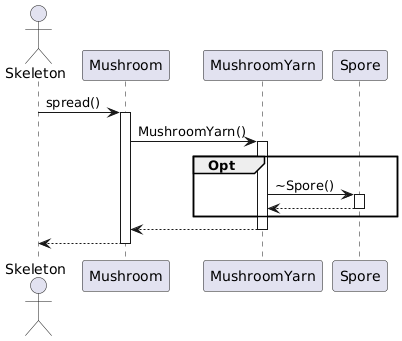 Skeleton
Mushroom
MushroomYarn
Spore
spread()
MushroomYarn()
Opt
~Spore()
Skeleton
Mushroom
MushroomYarn
Spore